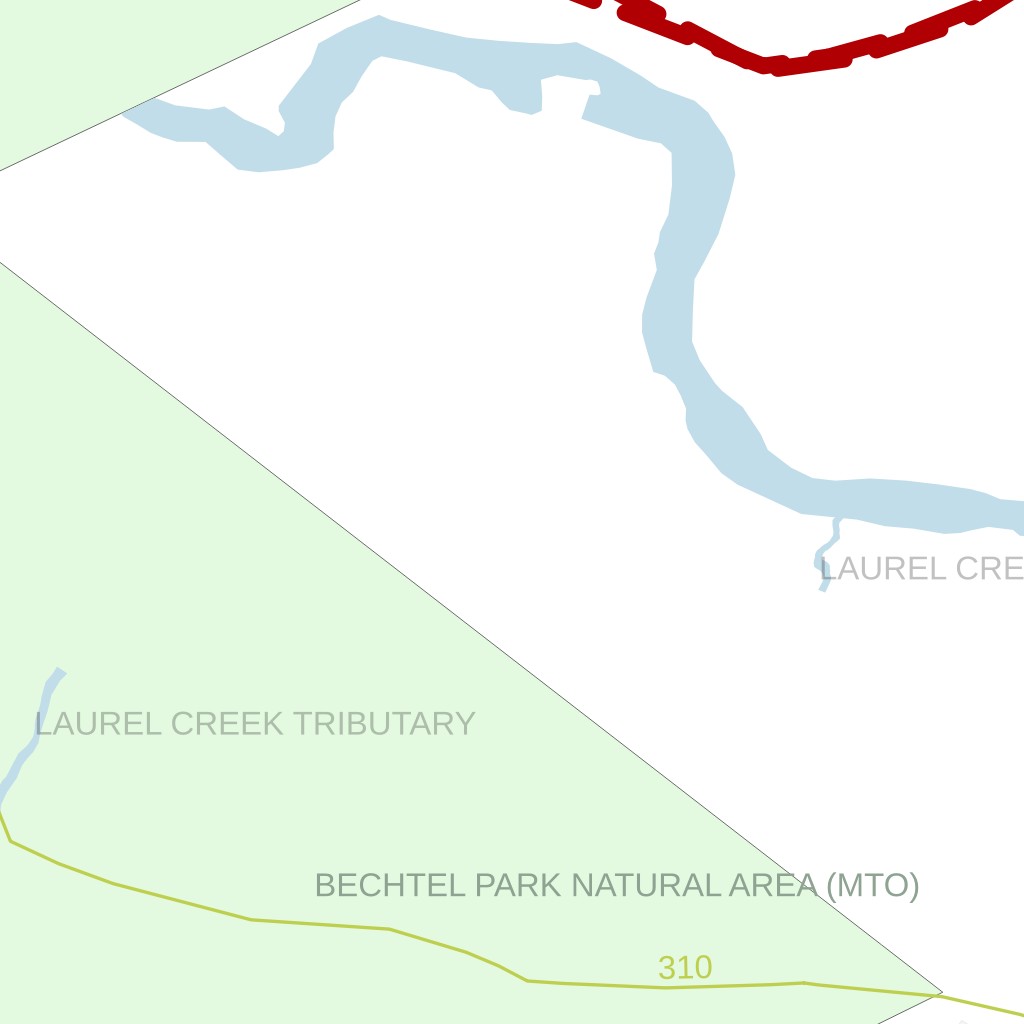 LAUREL CRE
LAUREL CREEK TRIBUTARY
BECHTEL PARK NATURAL AREA (MTO)
310